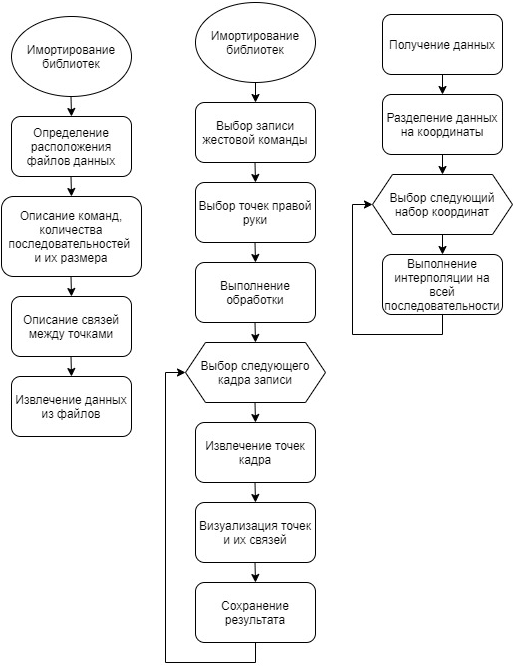 Имортирование
библиотек
Определение
расположения
файлов данных
Описание команд,
количества
последовательностей
и их размера
Описание связей
между точками
Извлечение данных
из файлов
Имортирование
библиотек
Выбор записи
жестовой команды
Выбор точек правой
руки
Выполнение
обработки
Выбор следующего
кадра записи
Извлечение точек
кадра
Визуализация точек
и их связей
Сохранение
результата
Получение данных
Разделение данных
на координаты
Выбор следующий
набор координат
Выполнение
интерполяции на
всей
последовательности